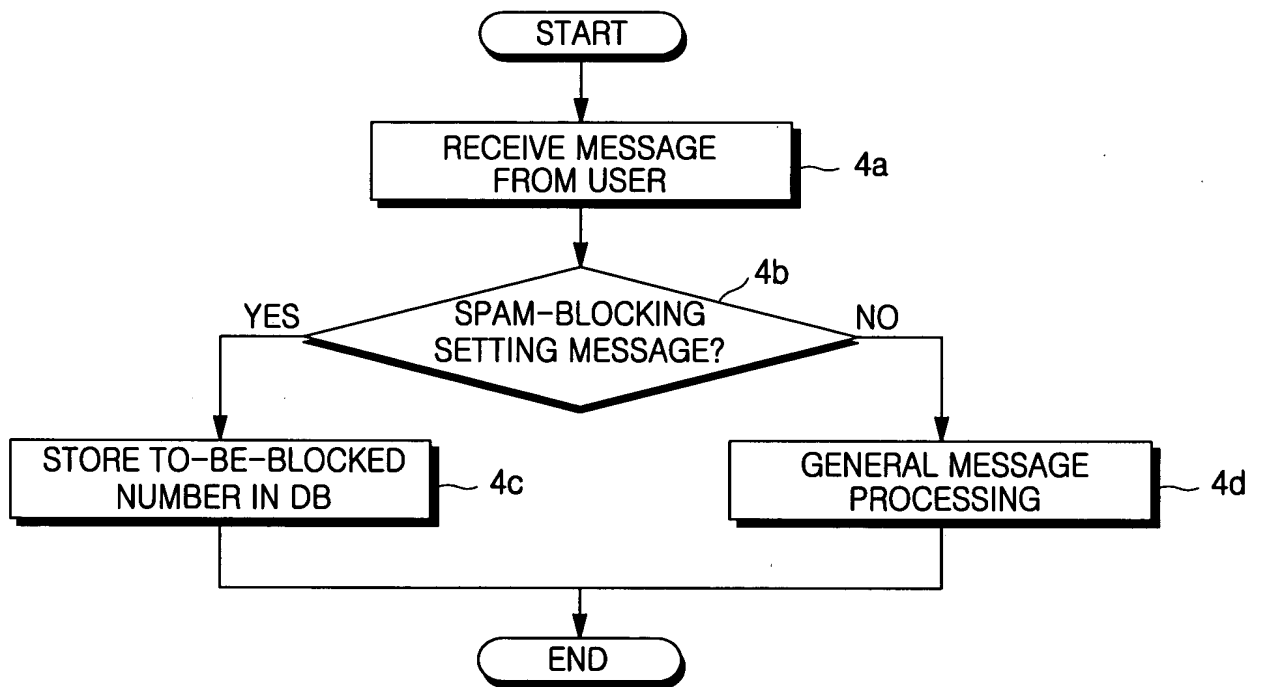 START
RECEIVE MESSAGE
FROM USER
4a
4b
YES
SPAM-BLOCKING
SETTING MESSAGE?
NO
STORE TO-BE-BLOCKED
NUMBER IN DB
4c
GENERAL MESSAGE
PROCESSING
4d
END